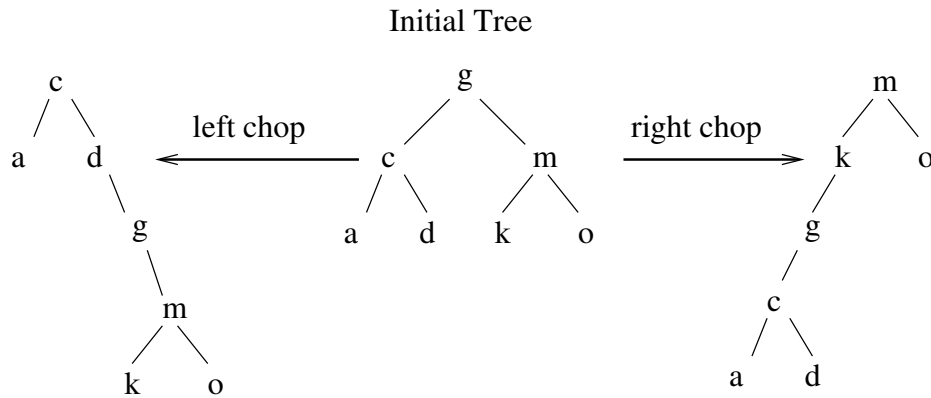 Initial Tree
c g m
left chop right chop
a d c m k o
g a d k o g
m c
k o a d